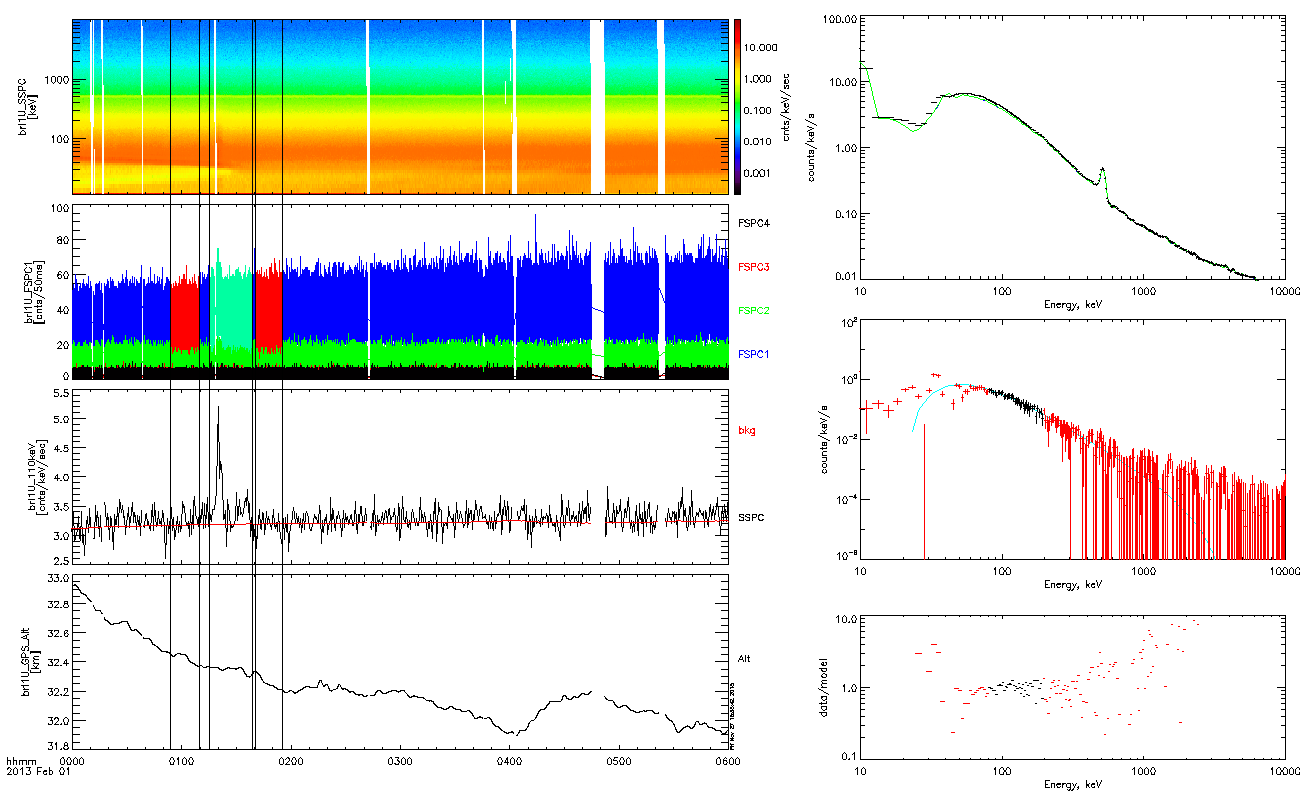 brl1U_SSPC
[keV]
1000
100
10.000
1.000
0.100
0.010
0.001
cnts/keV/sec
brl1U_FSPC1
[cnts/50ms]
100
80
60
40
20
0
FSPC4
FSPC3
FSPC2
FSPC1
brl1U_110keV
[cnts/keV/sec]
5.5
5.0
4.5
4.0
3.5
3.0
2.5
bkg
SSPC
brl1U_GPS_Alt
[km]
33.0
32.8
32.6
32.4
32.2
32.0
31.8
Alt
hhmm
2013 Feb 01
0000
0100
0200
0300
0400
0500
0600
counts/keV/s
100.00
10.00
1.00
0.10
0.01
10
100
1000
10000
Energy, keV
counts/keV/s
10²
10⁰
10⁻²
10⁻⁴
10
100
1000
10000
Energy, keV
data/model
10.0
1.0
0.1
10
100
1000
10000
Energy, keV